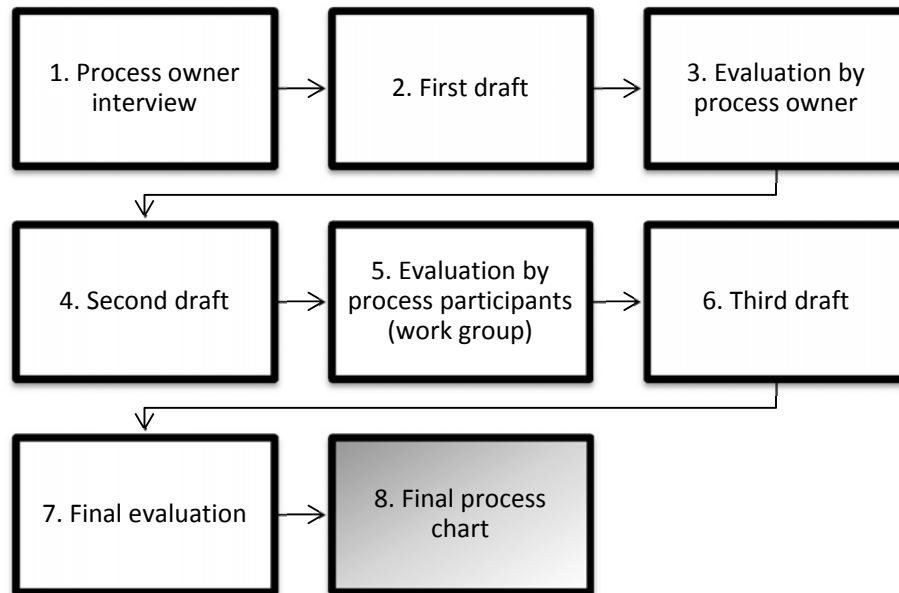 1. Process owner
interview
2. First draft
3. Evaluation by
process owner
4. Second draft
5. Evaluation by
process participants
(work group)
6. Third draft
7. Final evaluation
8. Final process
chart